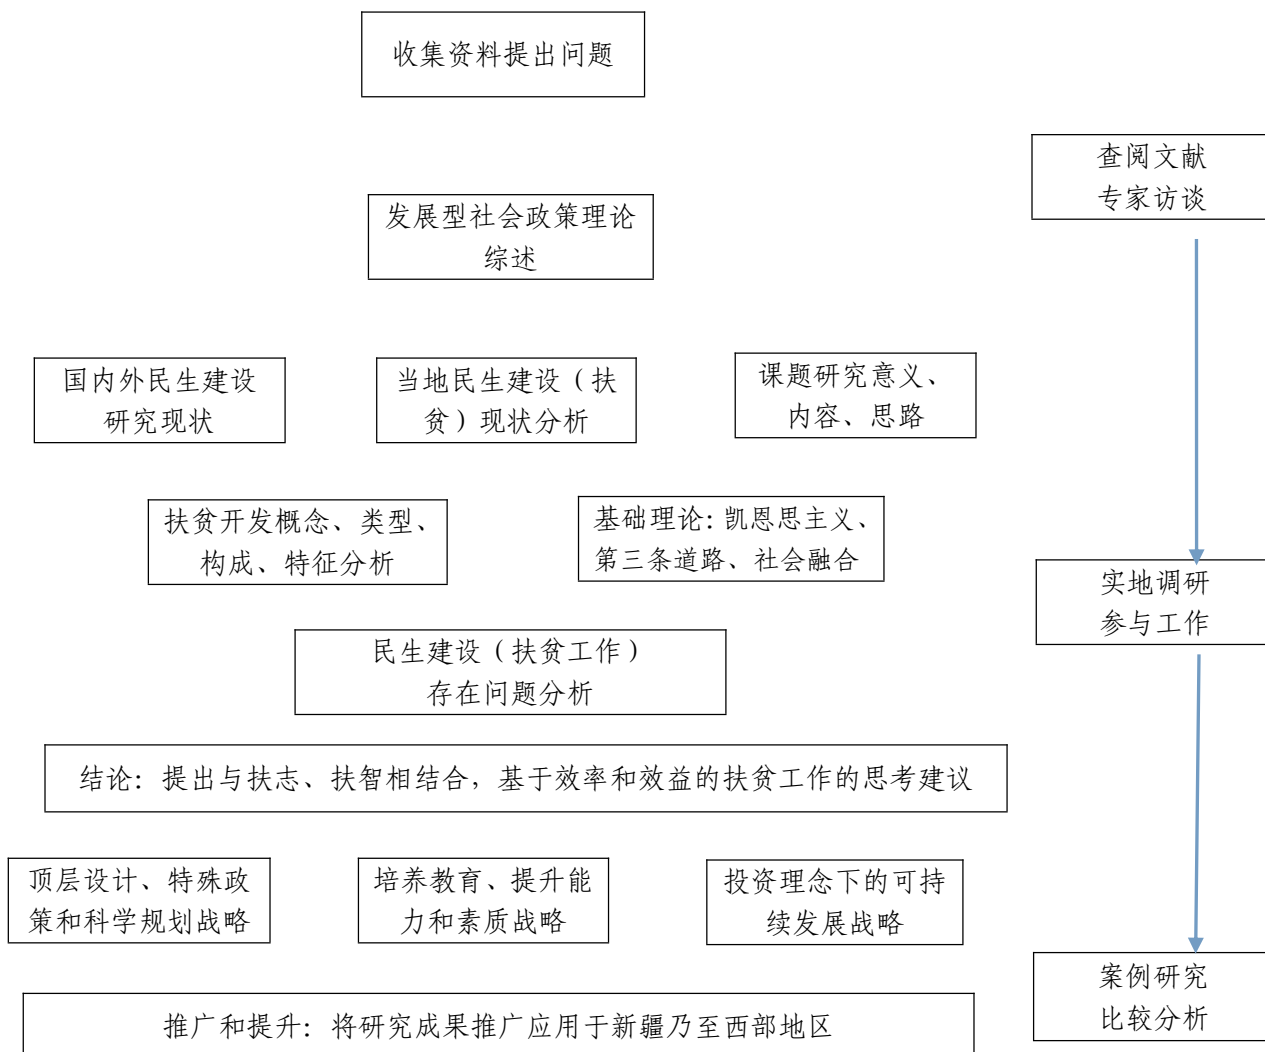 收集资料提出问题
查阅文献
专家访谈
发展型社会政策理论
综述
国内外民生建设
研究现状
当地民生建设（扶
贫）现状分析
课题研究意义、
内容、思路
扶贫开发概念、类型、
构成、特征分析
基础理论：凯恩思主义、
第三条道路、社会融合
实地调研
参与工作
民生建设（扶贫工作）
存在问题分析
结论：提出与扶志、扶智相结合，基于效率和效益的扶贫工作的思考建议
顶层设计、特殊政
策和科学规划战略
培养教育、提升能
力和素质战略
投资理念下的可持
续发展战略
案例研究
比较分析
推广和提升：将研究成果推广应用于新疆乃至西部地区